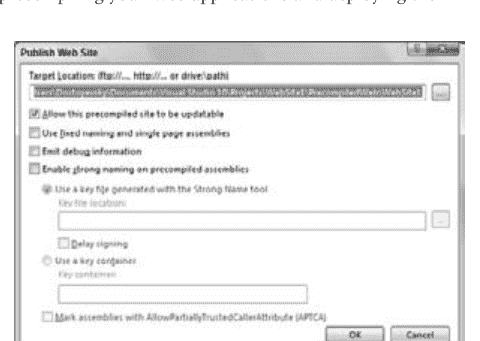 Publish Web Site
Target Location: (ftp://..., http://... or drive:\path)
...
Allow this precompiled site to be updatable
Use fixed naming and single page assemblies
Emit debug information
Enable strong naming on precompiled assemblies
Use a key file generated with the Strong Name tool
Key file location:
...
Delay signing
Use a key container
Key container:
Mark assemblies with AllowPartiallyTrustedCallerAttribute (APTCA)
OK Cancel